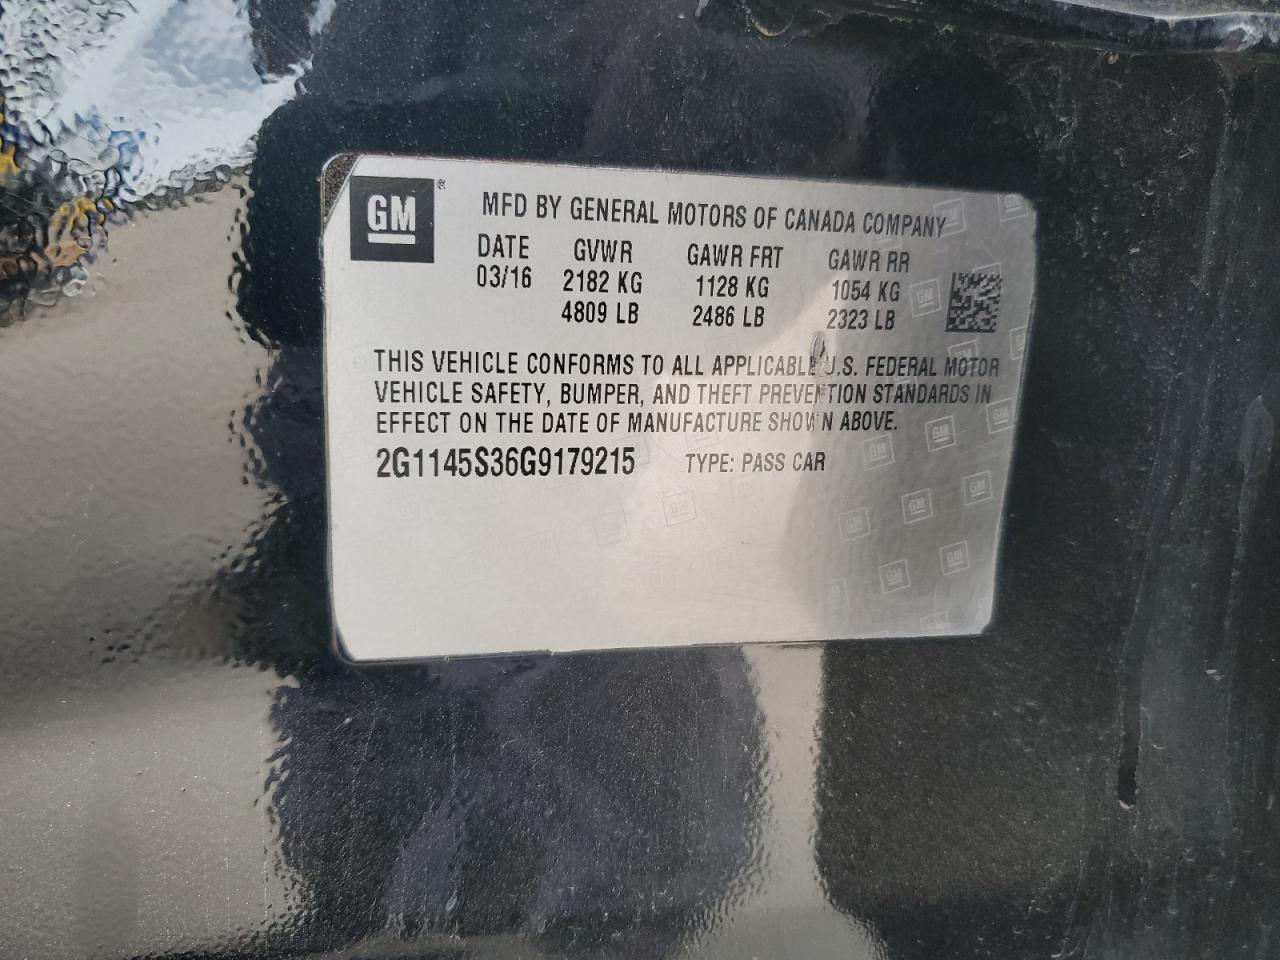 GM®
MFD BY GENERAL MOTORS OF CANADA COMPANY
DATE GVWR GAWR FRT GAWR RR
03/16 2182 KG 1128 KG 1054 KG
4809 LB 2486 LB 2323 LB
THIS VEHICLE CONFORMS TO ALL APPLICABLE U.S. FEDERAL MOTOR
VEHICLE SAFETY, BUMPER, AND THEFT PREVENTION STANDARDS IN
EFFECT ON THE DATE OF MANUFACTURE SHOWN ABOVE.
2G1145S36G9179215 TYPE: PASS CAR